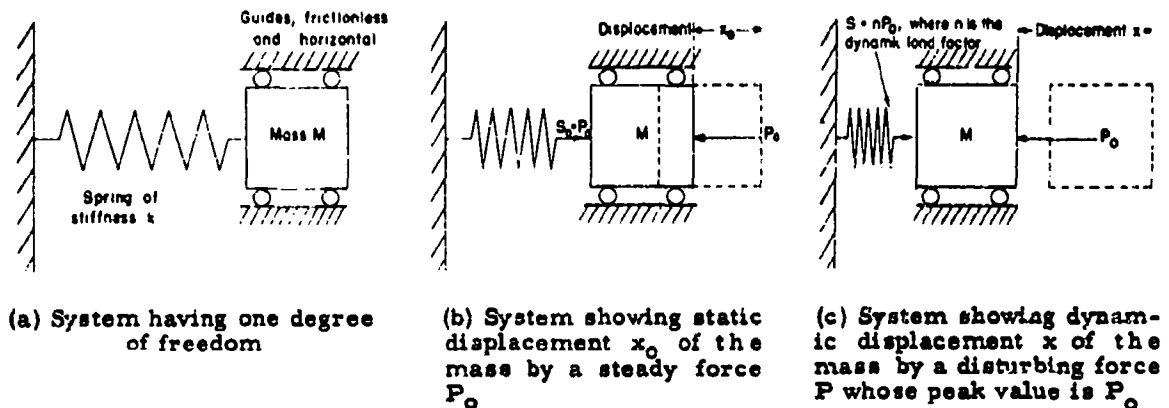 Guides, frictionless
and horizontal
Mass M
Spring of
stiffness k
(a) System having one degree
of freedom
Displacement
x₀
S₀=P₀
M
P₀
(b) System showing static
displacement x₀ of the
mass by a steady force
P₀
S = nP₀, where n is the
dynamic load factor
Displacement x
M
P₀
(c) System showing dynam-
ic displacement x of the
mass by a disturbing force
P whose peak value is P₀